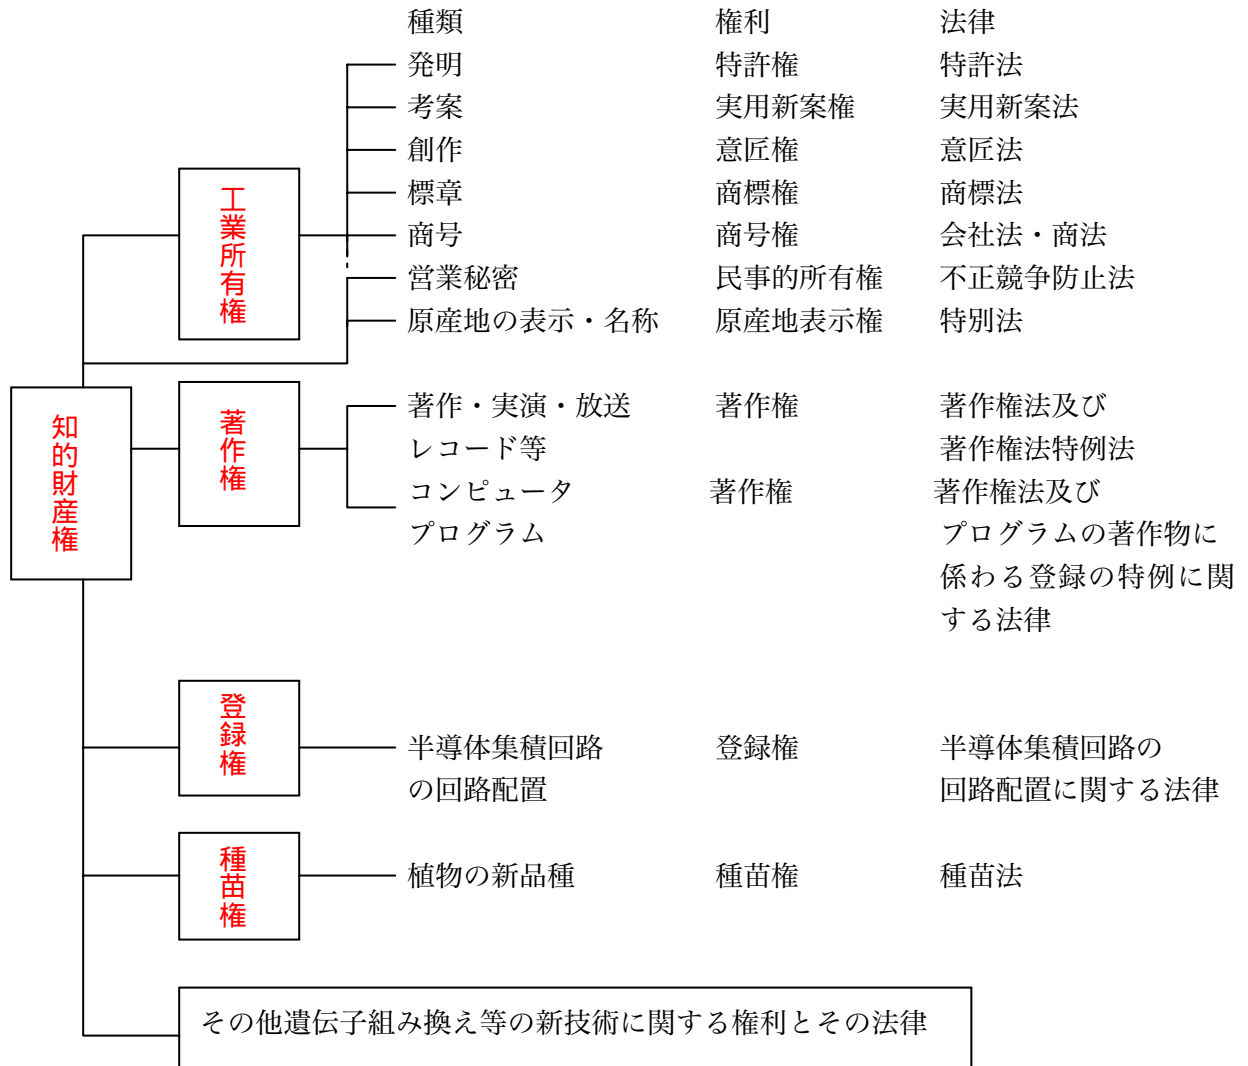 種類 権利 法律
発明 特許権 特許法
考案 実用新案権 実用新案法
創作 意匠権 意匠法
標章 商標権 商標法
商号 商号権 会社法・商法
営業秘密 民事的所有権 不正競争防止法
原産地の表示・名称 原産地表示権 特別法
工業所有権
知的財産権
著作権
著作・実演・放送 著作権 著作権法及び
レコード等 著作権法特例法
コンピュータ 著作権 著作権法及び
プログラム プログラムの著作物に
係わる登録の特例に関
する法律
登録権
半導体集積回路 登録権 半導体集積回路の
の回路配置 回路配置に関する法律
種苗権
植物の新品種 種苗権 種苗法
その他遺伝子組み換え等の新技術に関する権利とその法律